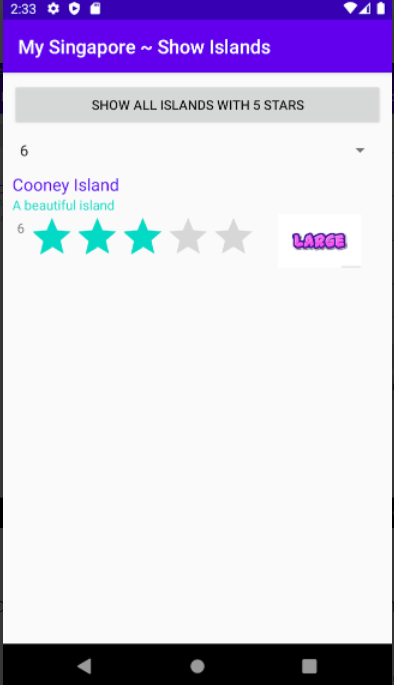 2:33
My Singapore ~ Show Islands
SHOW ALL ISLANDS WITH 5 STARS
6
Cooney Island
A beautiful island
6
LARGE